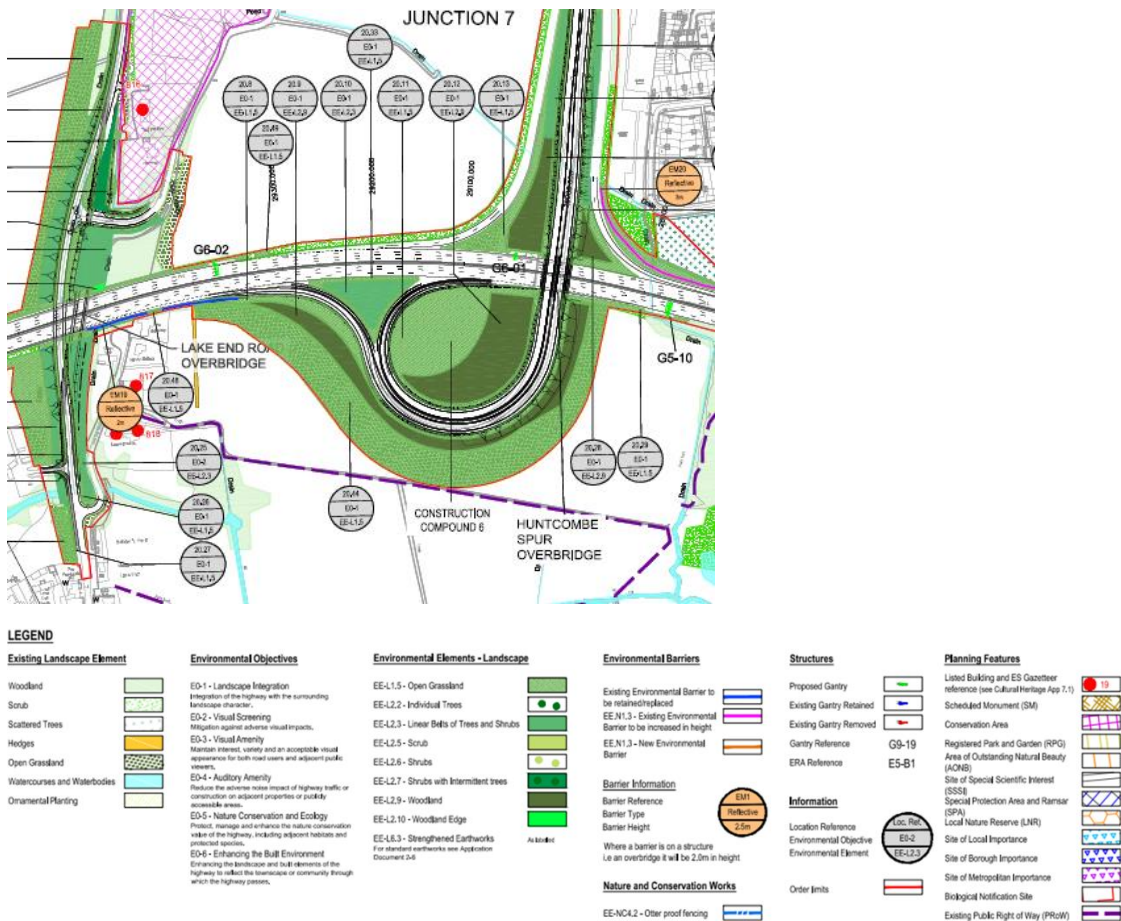 JUNCTION 7
Drain
816
20.33
E0-1
EE-L1,5
20.8
E0-1
EE-L1,5
20.9
E0-1
EE-L2,9
20.10
E0-1
EE-L2,3
20.11
E0-1
20.12
E0-1
EE-L2,9
20.13
E0-1
EE-L1,5
E0-1
EE-L1,5
29200.000
29100.000
EM20
Reflective
G6-02
G6-01
G5-10
LAKE END
OVERBRIDGE
817
818
EM19
Reflective
2m
E0-1
EE-L1,5
20.25
E0-2
EE-L2,3
20.26
E0-1
EE-L1,5
20.27
E0-1
EE-L1,5
20.44
E0-1
EE-L1,5
20.28
E0-1
EE-L2,9
20.29
E0-1
EE-L1,5
CONSTRUCTION
COMPOUND 6
HUNTCOMBE
SPUR
OVERBRIDGE
Drain
W
W
LEGEND
Existing Landscape Element
Woodland
Scrub
Scattered Trees
Hedges
Open Grassland
Watercourses and Waterbodies
Ornamental Planting
Environmental Objectives
E0-1 - Landscape Integration
Integration of the highway with the surrounding
landscape character.
E0-2 - Visual Screening
Mitigation against adverse visual impacts.
E0-3 - Visual Amenity
Maintain interest, variety and an acceptable visual
appearance for both road users and adjacent public
viewers.
E0-4 - Auditory Amenity
Reduce the adverse noise impact of highway traffic or
construction on adjacent properties or publicly
accessible areas.
E0-5 - Nature Conservation and Ecology
Protect, manage and enhance the nature conservation
value of the highway, including adjacent habitats and
protected species.
E0-6 - Enhancing the Built Environment
Enhancing the landscape and built elements of the
highway to reflect the townscape or community through
which the highway passes.
Environmental Elements - Landscape
EE-L1,5 - Open Grassland
EE-L2.2 - Individual Trees
EE-L2,3 - Linear Belts of Trees and Shrubs
EE-L2.5 - Scrub
EE-L2.6 - Shrubs
EE-L2.7 - Shrubs with Intermittent trees
EE-L2,9 - Woodland
EE-L2.10 - Woodland Edge
EE-L6.3 - Strengthened Earthworks
For standard earthworks see Application
Document 2-6
As labelled
Environmental Barriers
Existing Environmental Barrier to
be retained/replaced
EE,N1,3 - Existing Environmental
Barrier to be increased in height
EE,N1,3 - New Environmental
Barrier
Barrier Information
Barrier Reference
Barrier Type
Barrier Height
EM1
Reflective
2.5m
Where a barrier is on a structure
i.e an overbridge it will be 2.0m in height
Nature and Conservation Works
EE-NC4.2 - Otter proof fencing
Structures
Proposed Gantry
Existing Gantry Retained
Existing Gantry Removed
Gantry Reference
G9-19
ERA Reference
E5-B1
Information
Location Reference
Environmental Objective
Environmental Element
Loc. Ref.
E0-2
EE-L2.3
Order limits
Planning Features
Listed Building and ES Gazetteer
reference (see Cultural Heritage App 7.1)
19
Scheduled Monument (SM)
Conservation Area
Registered Park and Garden (RPG)
Area of Outstanding Natural Beauty
(AONB)
Site of Special Scientific Interest
(SSSI)
Special Protection Area and Ramsar
(SPA)
Local Nature Reserve (LNR)
Site of Local Importance
Site of Borough Importance
Site of Metropolitan Importance
Biological Notification Site
Existing Public Right of Way (PRoW)